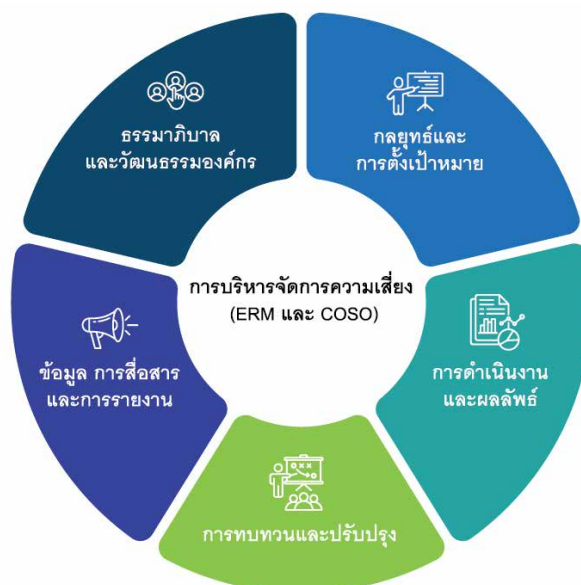 ธรรมาภิบาล
และวัฒนธรรมองค์กร
กลยุทธ์และ
การตั้งเป้าหมาย
การบริหารจัดการความเสี่ยง
(ERM และ COSO)
การดำเนินงาน
และผลลัพธ์
ข้อมูล การสื่อสาร
และการรายงาน
การทบทวนและปรับปรุง